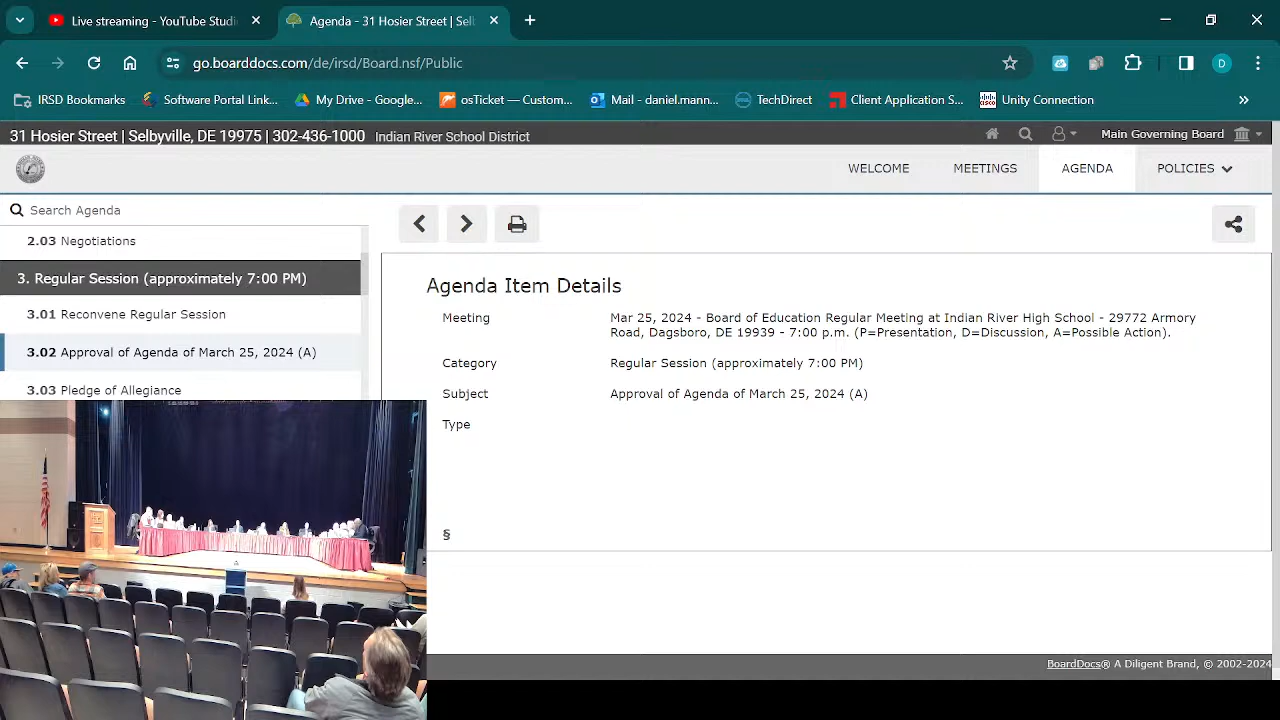 Live streaming - YouTube Studi
Agenda - 31 Hosier Street | Sel
go.boarddocs.com/de/irsd/Board.nsf/Public
D
IRSD Bookmarks
Software Portal Link...
My Drive - Google...
osTicket — Custom...
Mail - daniel.mann...
TechDirect
Client Application S...
Unity Connection
31 Hosier Street | Selbyville, DE 19975 | 302-436-1000 Indian River School District
Main Governing Board
WELCOME
MEETINGS
AGENDA
POLICIES
Search Agenda
2.03 Negotiations
3. Regular Session (approximately 7:00 PM)
3.01 Reconvene Regular Session
3.02 Approval of Agenda of March 25, 2024 (A)
3.03 Pledge of Allegiance
Agenda Item Details
Meeting
Mar 25, 2024 - Board of Education Regular Meeting at Indian River High School - 29772 Armory
Road, Dagsboro, DE 19939 - 7:00 p.m. (P=Presentation, D=Discussion, A=Possible Action).
Category
Regular Session (approximately 7:00 PM)
Subject
Approval of Agenda of March 25, 2024 (A)
Type
§
BoardDocs® A Diligent Brand, © 2002-2024